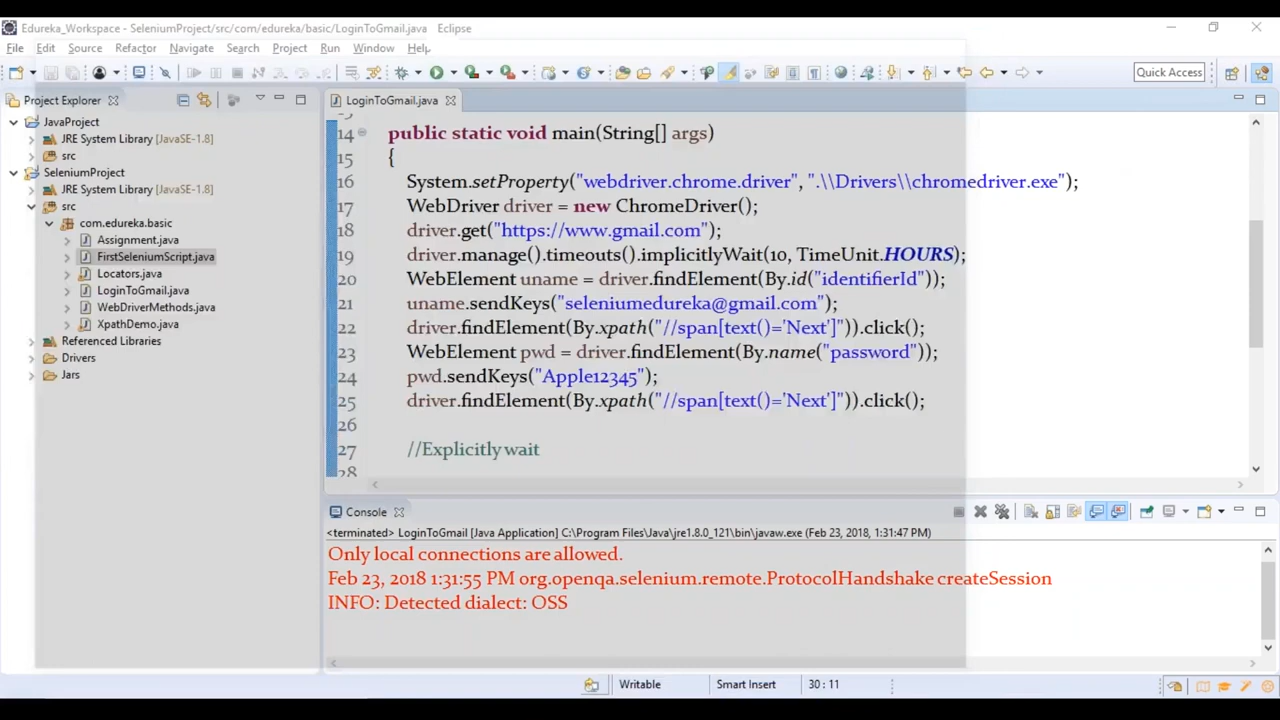 Edureka_Workspace - SeleniumProject/src/com/edureka/basic/LoginToGmail.java - Eclipse
File Edit Source Refactor Navigate Search Project Run Window Help
Quick Access
Project Explorer
LoginToGmail.java
JavaProject
JRE System Library [JavaSE-1.8]
src
SeleniumProject
JRE System Library [JavaSE-1.8]
src
com.edureka.basic
Assignment.java
FirstSeleniumScript.java
Locators.java
LoginToGmail.java
WebDriverMethods.java
XpathDemo.java
Referenced Libraries
Drivers
Jars
14 public static void main(String[] args)
15 {
16 System.setProperty("webdriver.chrome.driver", ".\\Drivers\\chromedriver.exe");
17 WebDriver driver = new ChromeDriver();
18 driver.get("https://www.gmail.com");
19 driver.manage().timeouts().implicitlyWait(10, TimeUnit.HOURS);
20 WebElement uname = driver.findElement(By.id("identifierId"));
21 uname.sendKeys("seleniumedureka@gmail.com");
22 driver.findElement(By.xpath("//span[text()='Next']")).click();
23 WebElement pwd = driver.findElement(By.name("password"));
24 pwd.sendKeys("Apple12345");
25 driver.findElement(By.xpath("//span[text()='Next']")).click();
26
27 //Explicitly wait
28
Console
<terminated> LoginToGmail [Java Application] C:\Program Files\Java\jre1.8.0_121\bin\javaw.exe (Feb 23, 2018, 1:31:47 PM)
Only local connections are allowed.
Feb 23, 2018 1:31:55 PM org.openqa.selenium.remote.ProtocolHandshake createSession
INFO: Detected dialect: OSS
Writable Smart Insert 30 : 11